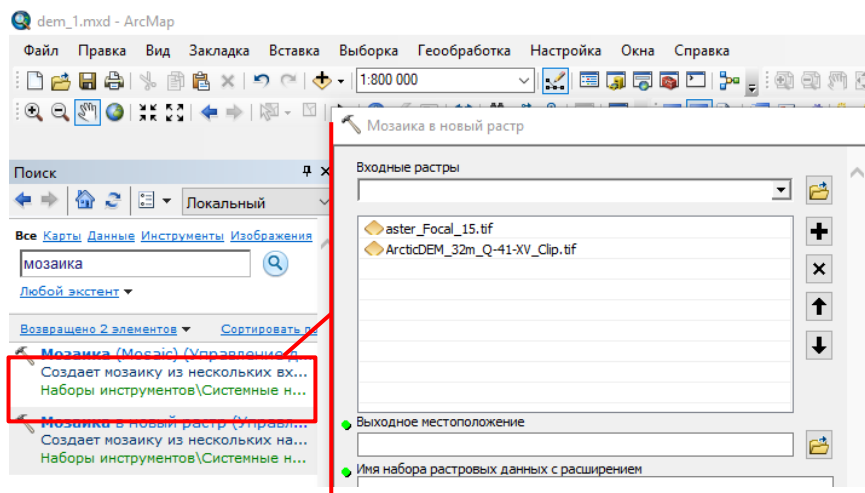 dem_1.mxd - ArcMap
Файл Правка Вид Закладка Вставка Выборка Геообработка Настройка Окна Справка
1:800 000
Мозаика в новый растр
Поиск
Входные растры
Локальный
Все Карты Данные Инструменты Изображения
aster_Focal_15.tif
мозаика
ArcticDEM_32m_Q-41-XV_Clip.tif
Любой экстент
Возвращено 2 элементов Сортировать
Мозаика (Mosaic) (Управление д...
Создает мозаику из нескольких вх...
Наборы инструментов\Системные н...
Мозаика в новый растр (Управл...
Создает мозаику из нескольких на...
Наборы инструментов\Системные н...
Выходное местоположение
Имя набора растровых данных с расширением